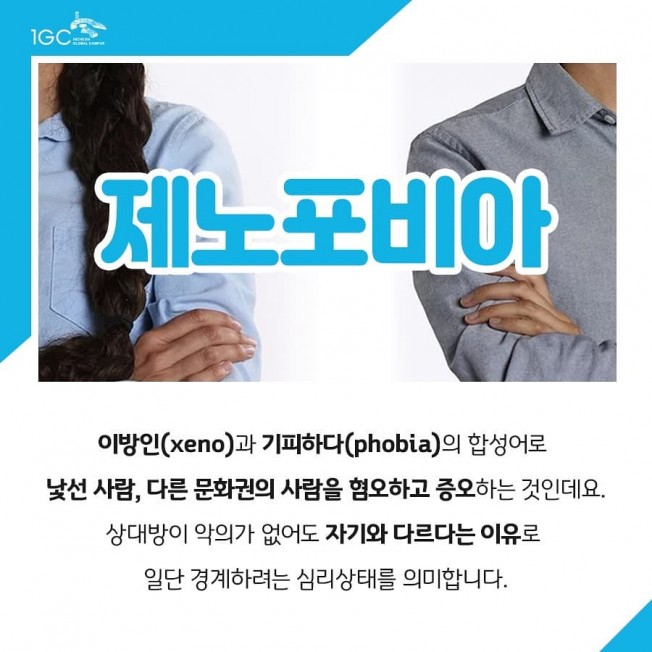 IGC
INCHEON
GLOBAL CAMPUS
제노포비아
이방인(xeno)과 기피하다(phobia)의 합성어로
낯선 사람, 다른 문화권의 사람을 혐오하고 증오하는 것인데요.
상대방이 악의가 없어도 자기와 다르다는 이유로
일단 경계하려는 심리상태를 의미합니다.